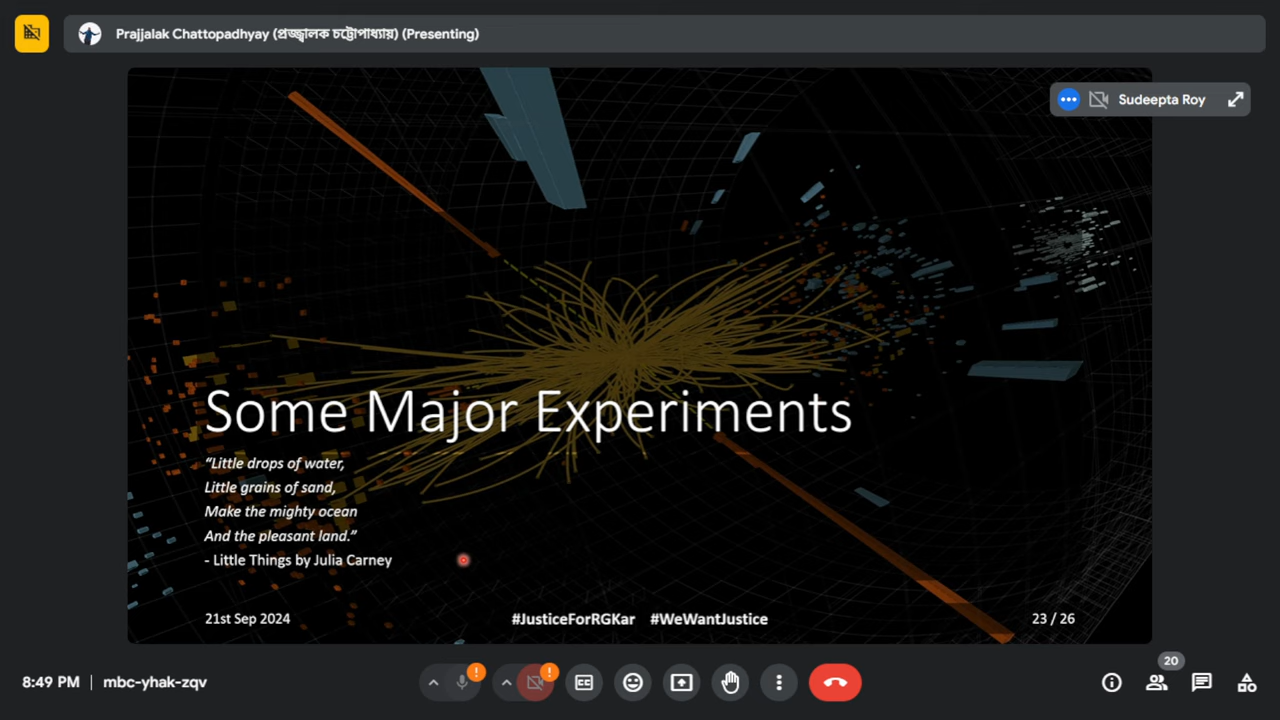 Prajjalak Chattopadhyay (প্রজ্জ্বালক চট্টোপাধ্যায়) (Presenting)
Sudeepta Roy
Some Major Experiments
“Little drops of water,
Little grains of sand,
Make the mighty ocean
And the pleasant land.”
- Little Things by Julia Carney
21st Sep 2024 #JusticeForRGKar #WeWantJustice 23 / 26
20
8:49 PM | mbc-yhak-zqv